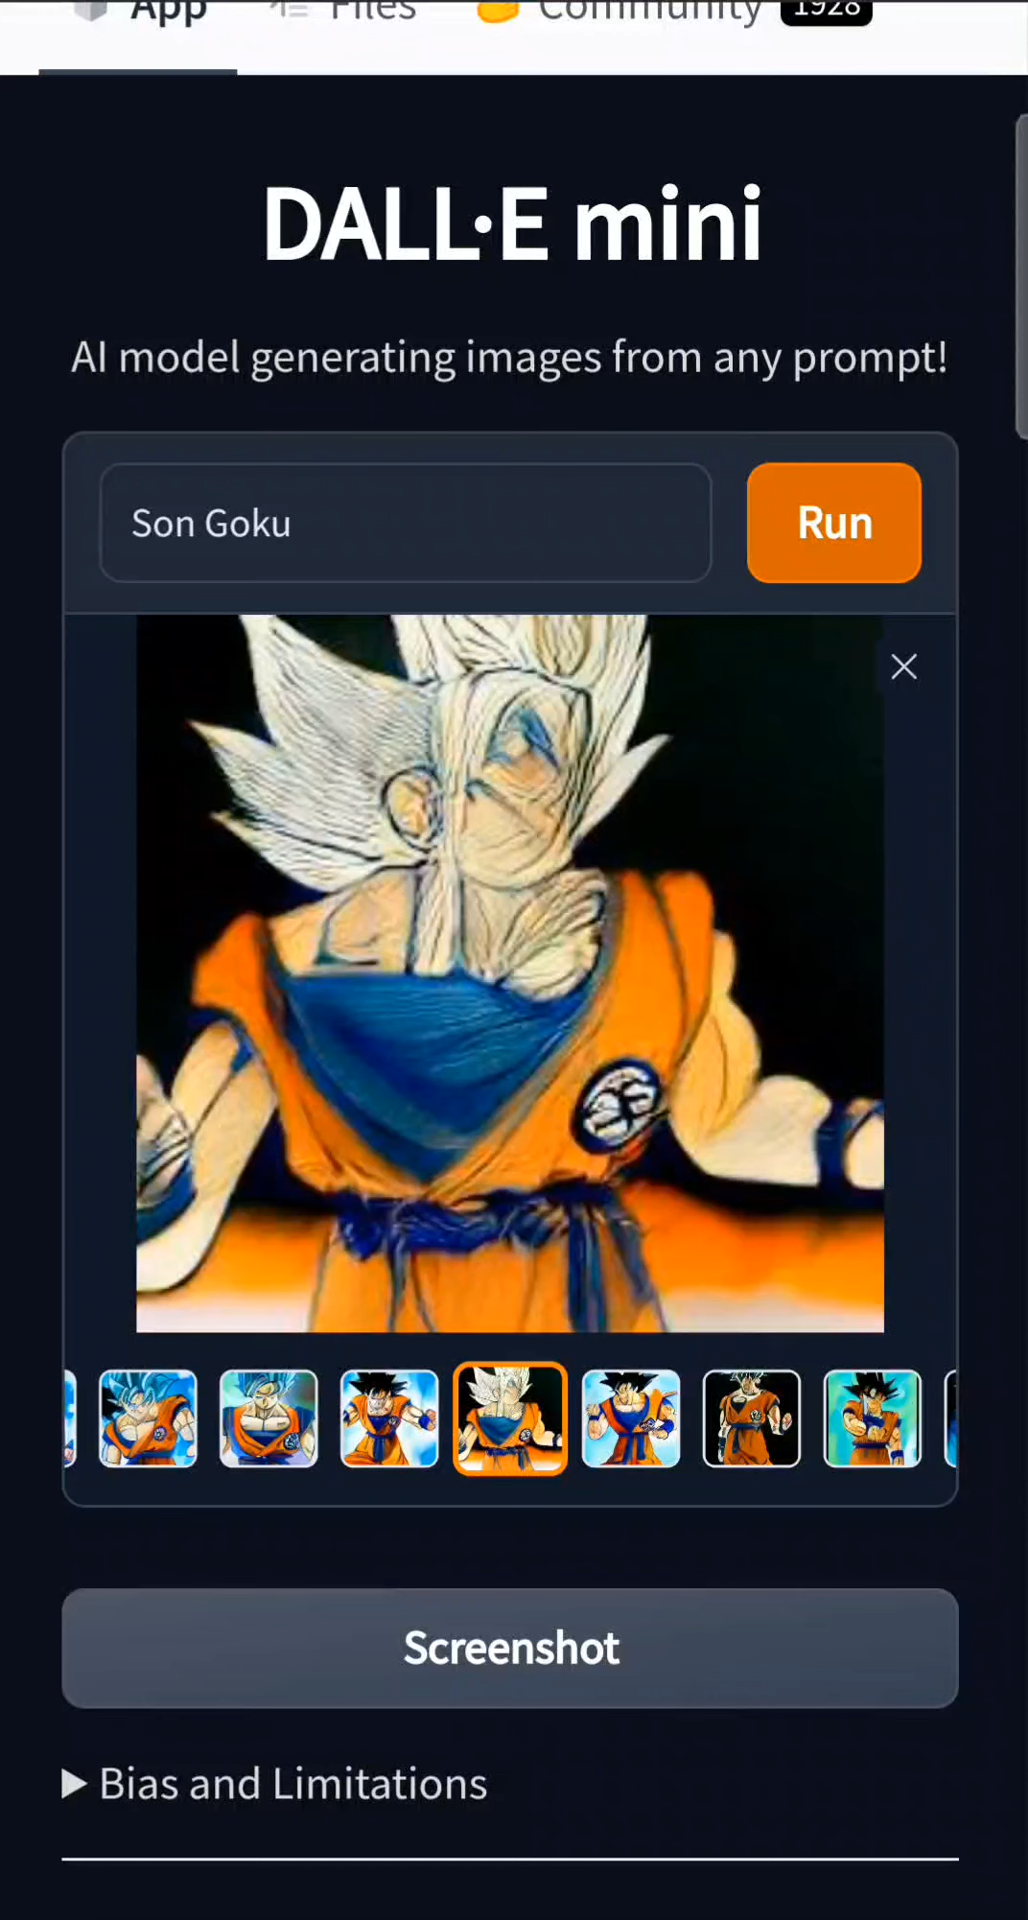 App Files Community 1928
DALL·E mini
AI model generating images from any prompt!
Son Goku
Run
Screenshot
Bias and Limitations